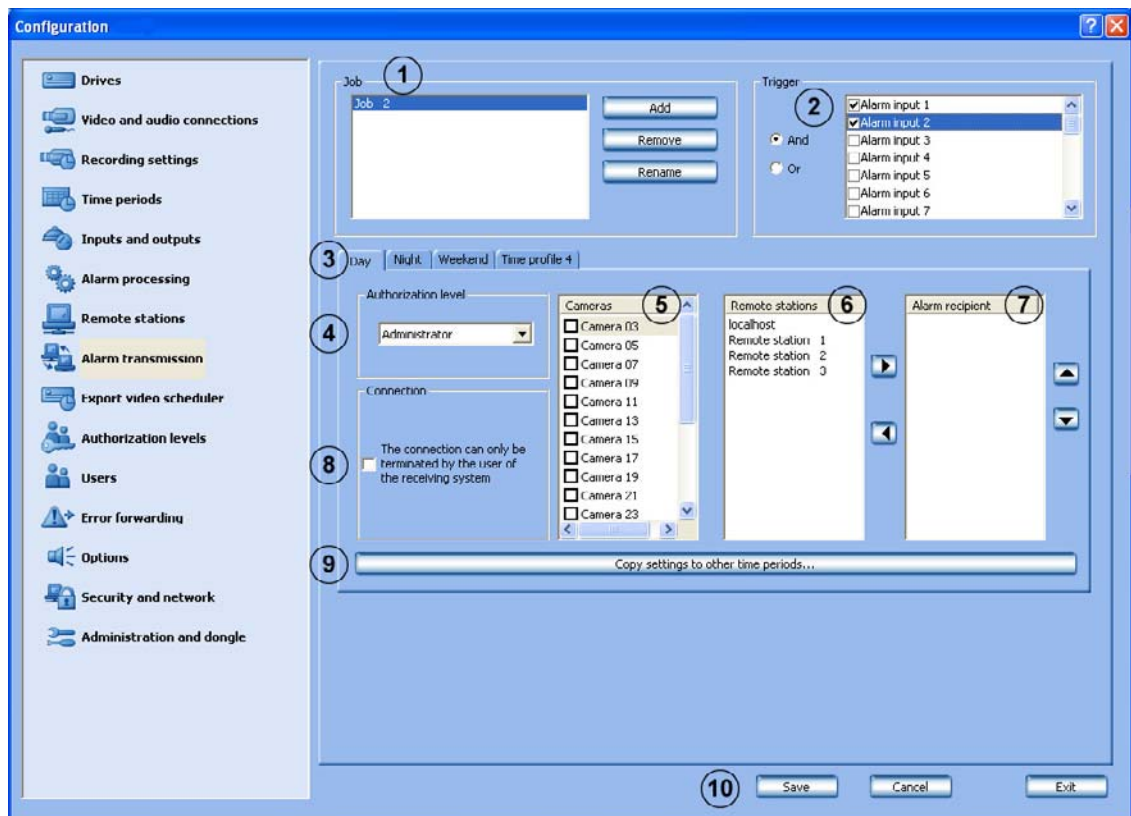 Configuration
Drives
Video and audio connections
Recording settings
Time periods
Inputs and outputs
Alarm processing
Remote stations
Alarm transmission
Export video scheduler
Authorization levels
Users
Error forwarding
Options
Security and network
Administration and dongle
Job
1
Job 2
Add
Remove
Rename
Trigger
2
And
Or
Alarm input 1
Alarm input 2
Alarm input 3
Alarm input 4
Alarm input 5
Alarm input 6
Alarm input 7
3
Day
Night
Weekend
Time profile 4
Authorization level
4
Administrator
Connection
8
The connection can only be
terminated by the user of
the receiving system
Cameras
5
Camera 03
Camera 05
Camera 07
Camera 09
Camera 11
Camera 13
Camera 15
Camera 17
Camera 19
Camera 21
Camera 23
Remote stations
6
localhost
Remote station 1
Remote station 2
Remote station 3
Alarm recipient
7
9
Copy settings to other time periods...
10
Save
Cancel
Exit